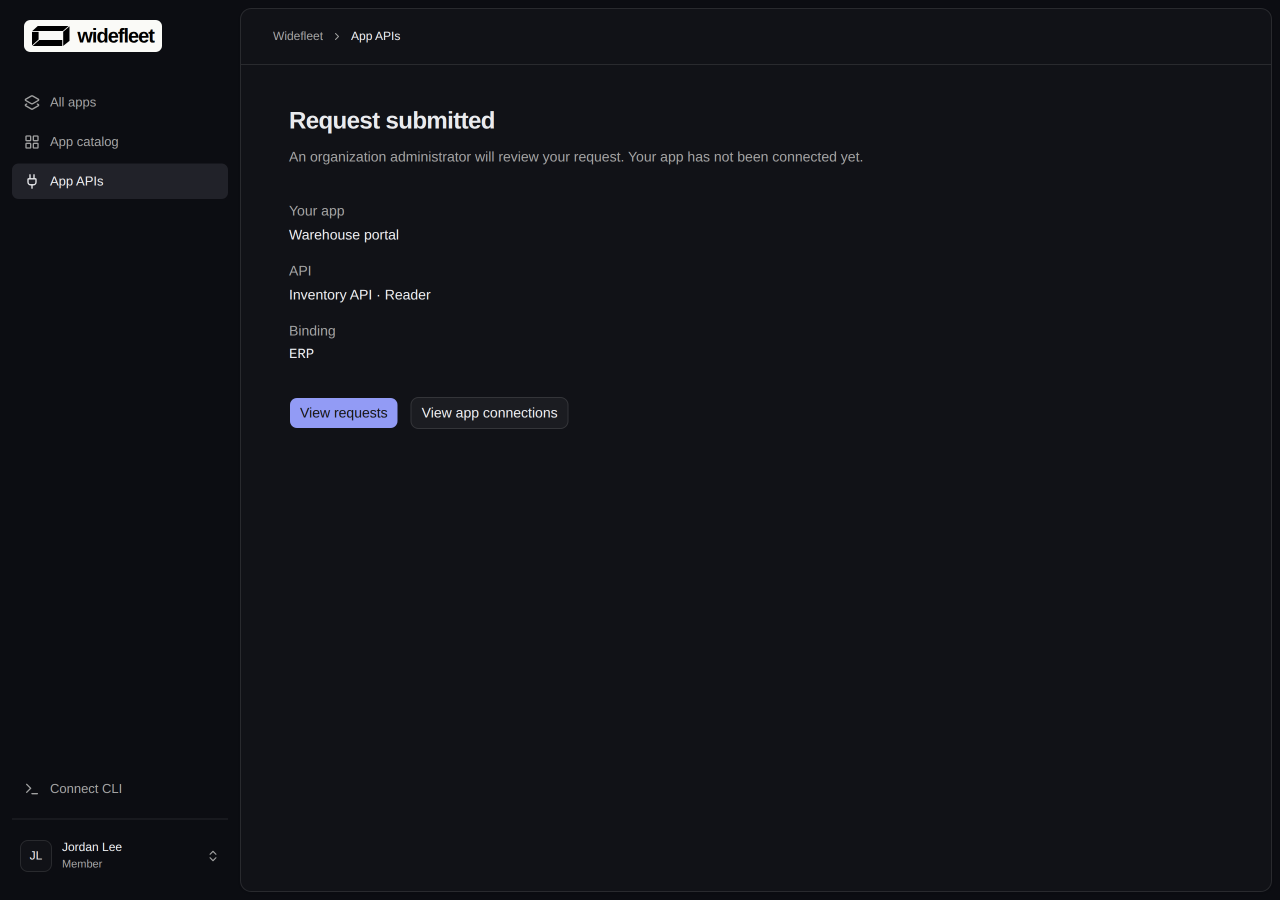 widefleet
All apps
App catalog
App APIs
Connect CLI
JL
Jordan Lee
Member
Widefleet
App APIs
Request submitted
An organization administrator will review your request. Your app has not been connected yet.
Your app
Warehouse portal
API
Inventory API · Reader
Binding
ERP
View requests
View app connections